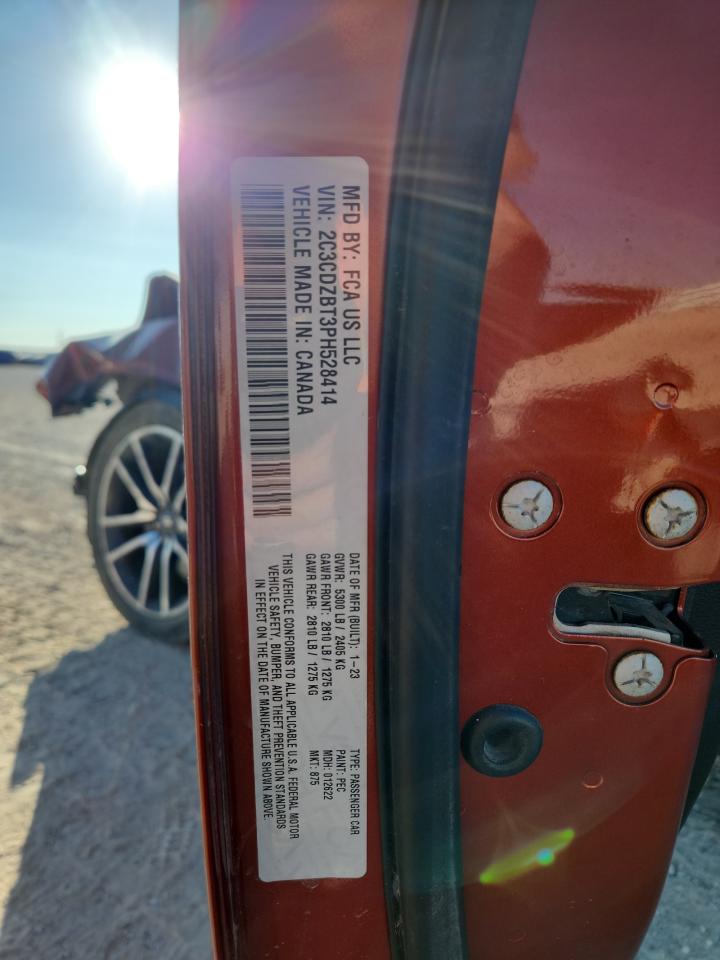 MFD BY: FCA US LLC
VIN: 2C3CDZBT3PH528414
VEHICLE MADE IN: CANADA
DATE OF MFR (BUILT): 1-23
GVWR: 5300 LB / 2405 KG
GAWR FRONT: 2810 LB / 1275 KG
GAWR REAR: 2810 LB / 1275 KG
TYPE: PASSENGER CAR
PAINT: PEC
MDH: 012622
MKT: 875
THIS VEHICLE CONFORMS TO ALL APPLICABLE U.S.A. FEDERAL MOTOR
VEHICLE SAFETY, BUMPER, AND THEFT PREVENTION STANDARDS
IN EFFECT ON THE DATE OF MANUFACTURE SHOWN ABOVE.